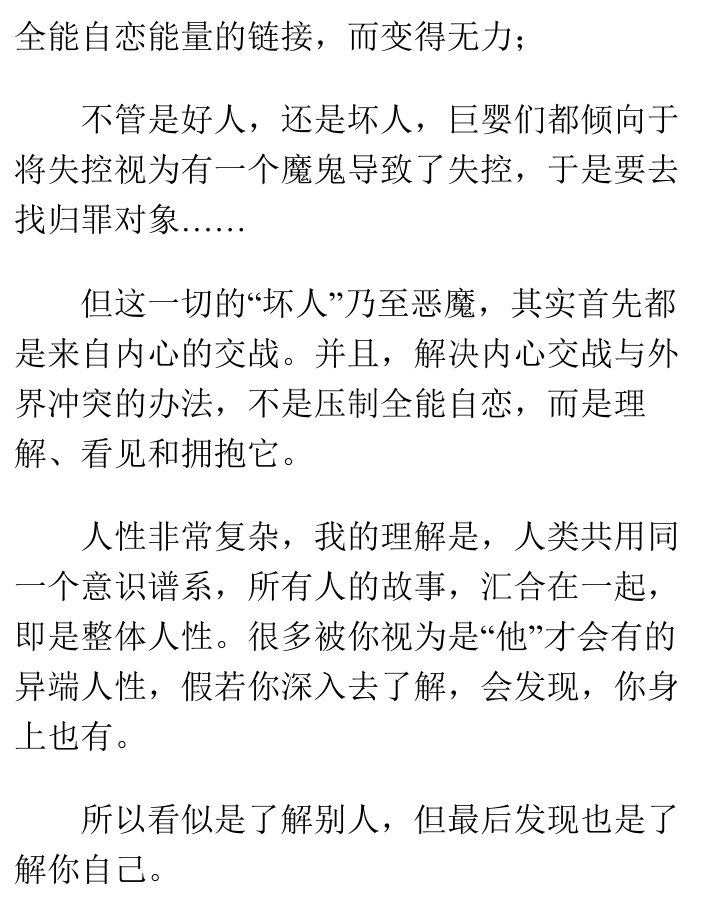 全能自恋能量的链接，而变得无力；
不管是好人，还是坏人，巨婴们都倾向于
将失控视为有一个魔鬼导致了失控，于是要去
找归罪对象……
但这一切的“坏人”乃至恶魔，其实首先都
是来自内心的交战。并且，解决内心交战与外
界冲突的办法，不是压制全能自恋，而是理
解、看见和拥抱它。
人性非常复杂，我的理解是，人类共用同
一个意识谱系，所有人的故事，汇合在一起，
即是整体人性。很多被你视为是“他”才会有的
异端人性，假若你深入去了解，会发现，你身
上也有。
所以看似是了解别人，但最后发现也是了
解你自己。